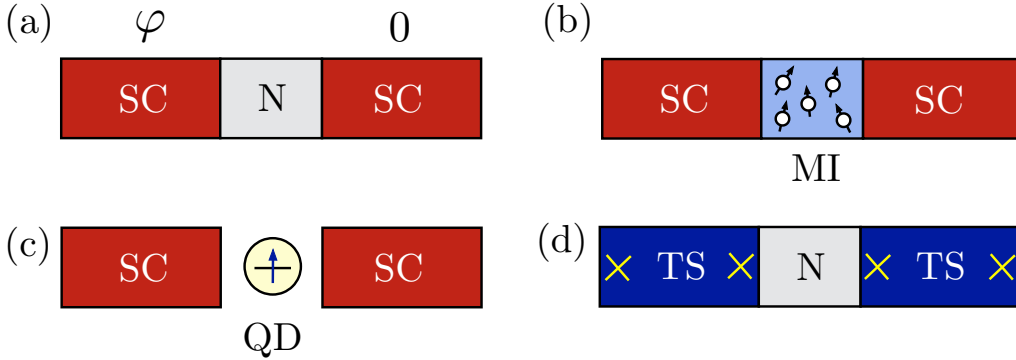 (a) φ 0
SC N SC
(b)
SC SC
MI
(c)
SC SC
QD
(d)
TS N TS